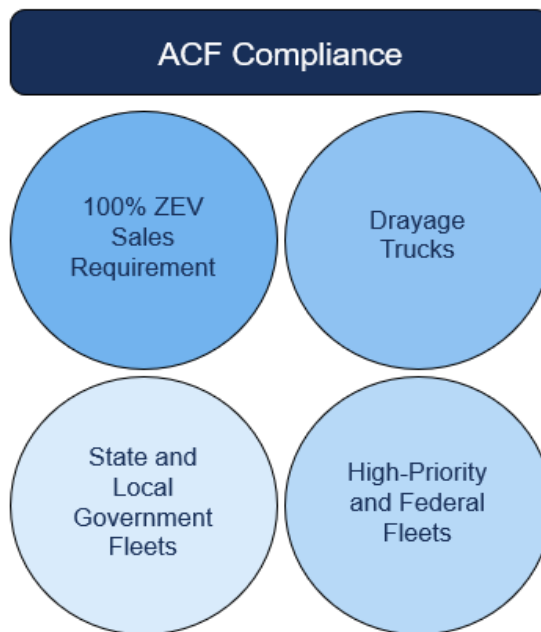 ACF Compliance
100% ZEV
Sales
Requirement
Drayage
Trucks
State and
Local
Government
Fleets
High-Priority
and Federal
Fleets